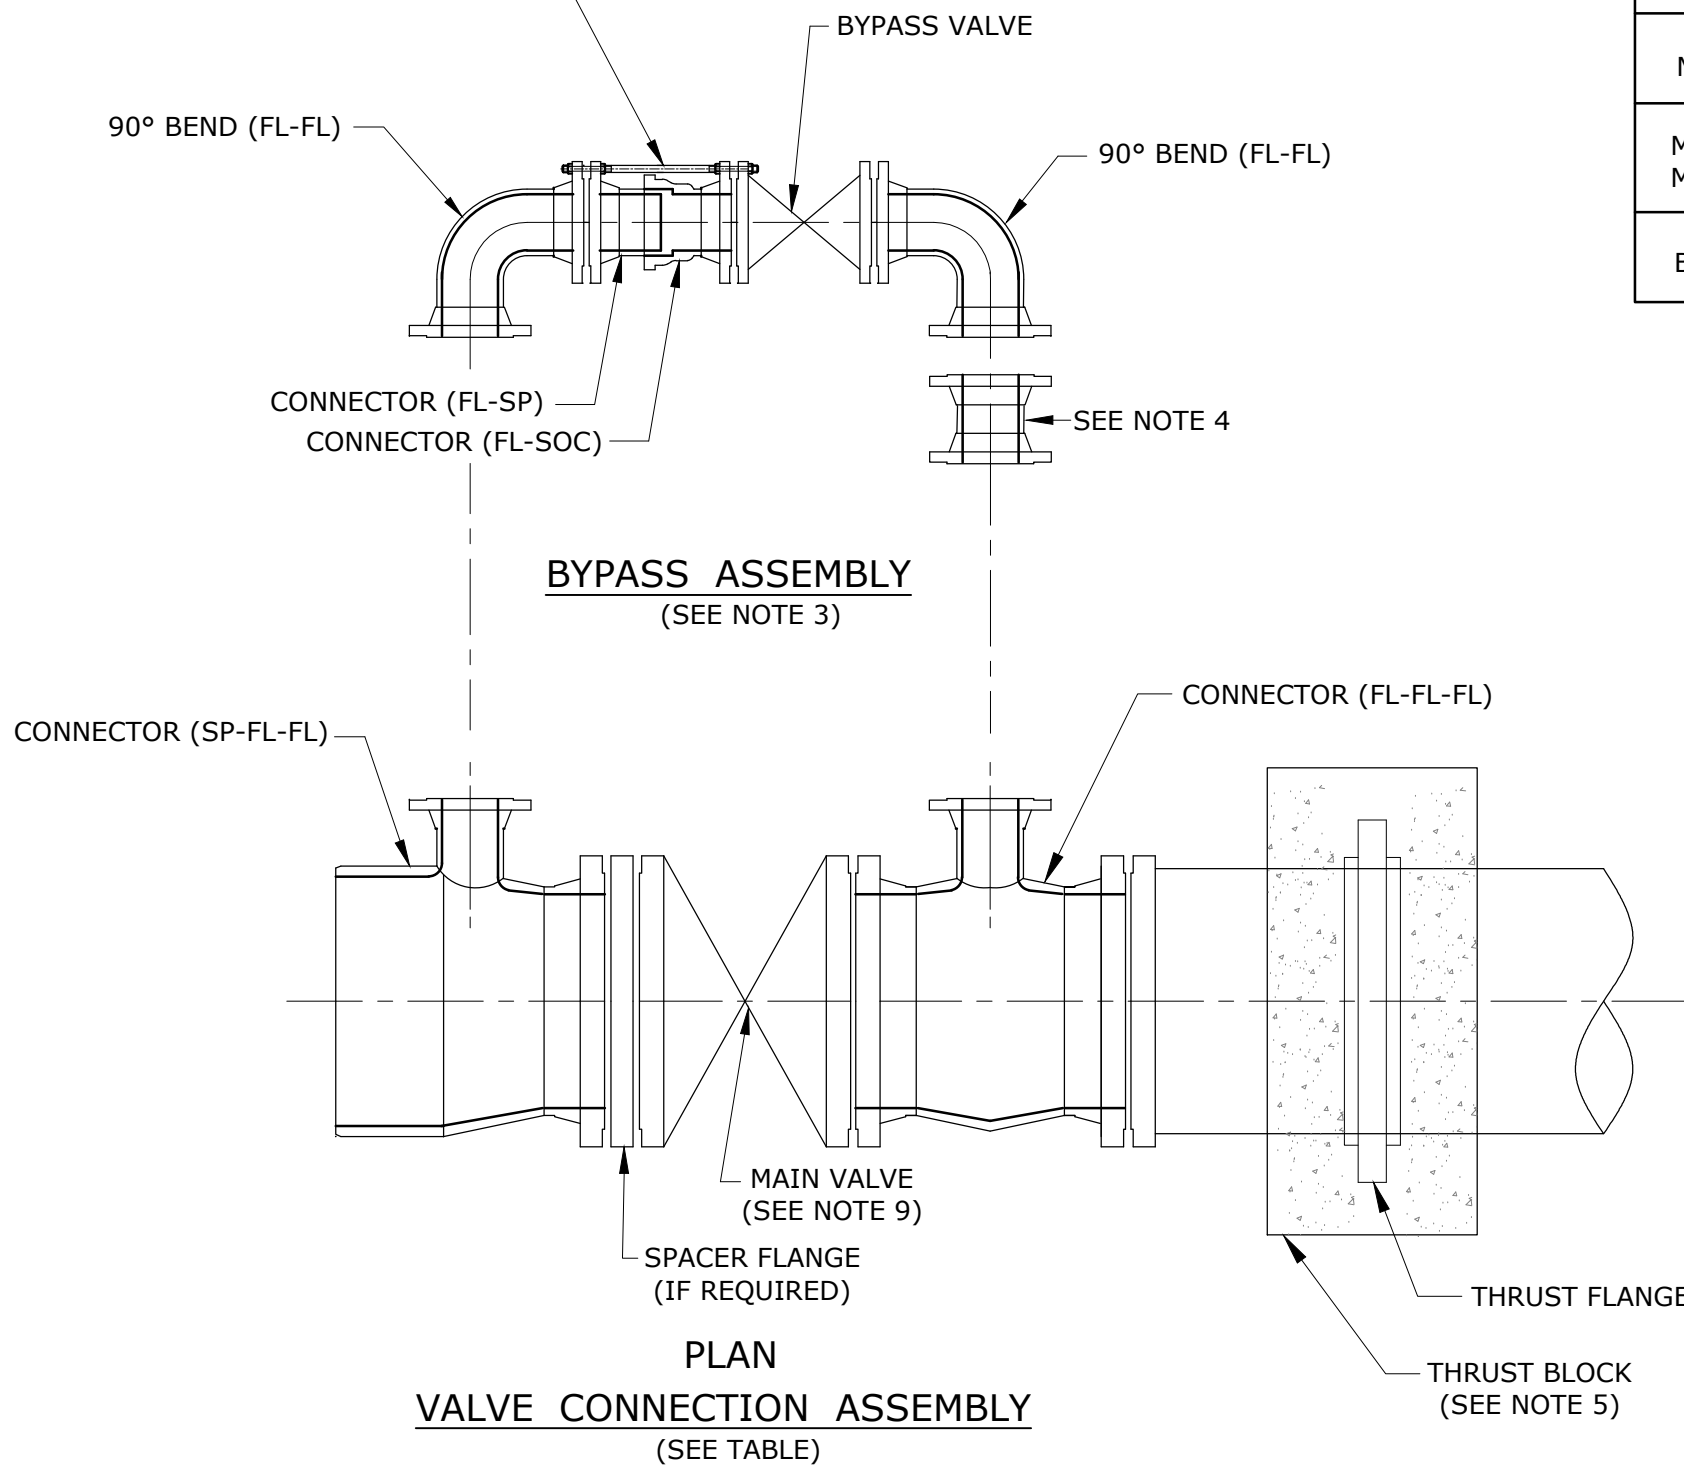 BYPASS VALVE
90° BEND (FL-FL)
90° BEND (FL-FL)
CONNECTOR (FL-SP)
CONNECTOR (FL-SOC)
SEE NOTE 4
BYPASS ASSEMBLY
(SEE NOTE 3)
CONNECTOR (FL-FL-FL)
CONNECTOR (SP-FL-FL)
MAIN VALVE
(SEE NOTE 9)
SPACER FLANGE
(IF REQUIRED)
THRUST FLANGE
THRUST BLOCK
(SEE NOTE 5)
PLAN
VALVE CONNECTION ASSEMBLY
(SEE TABLE)